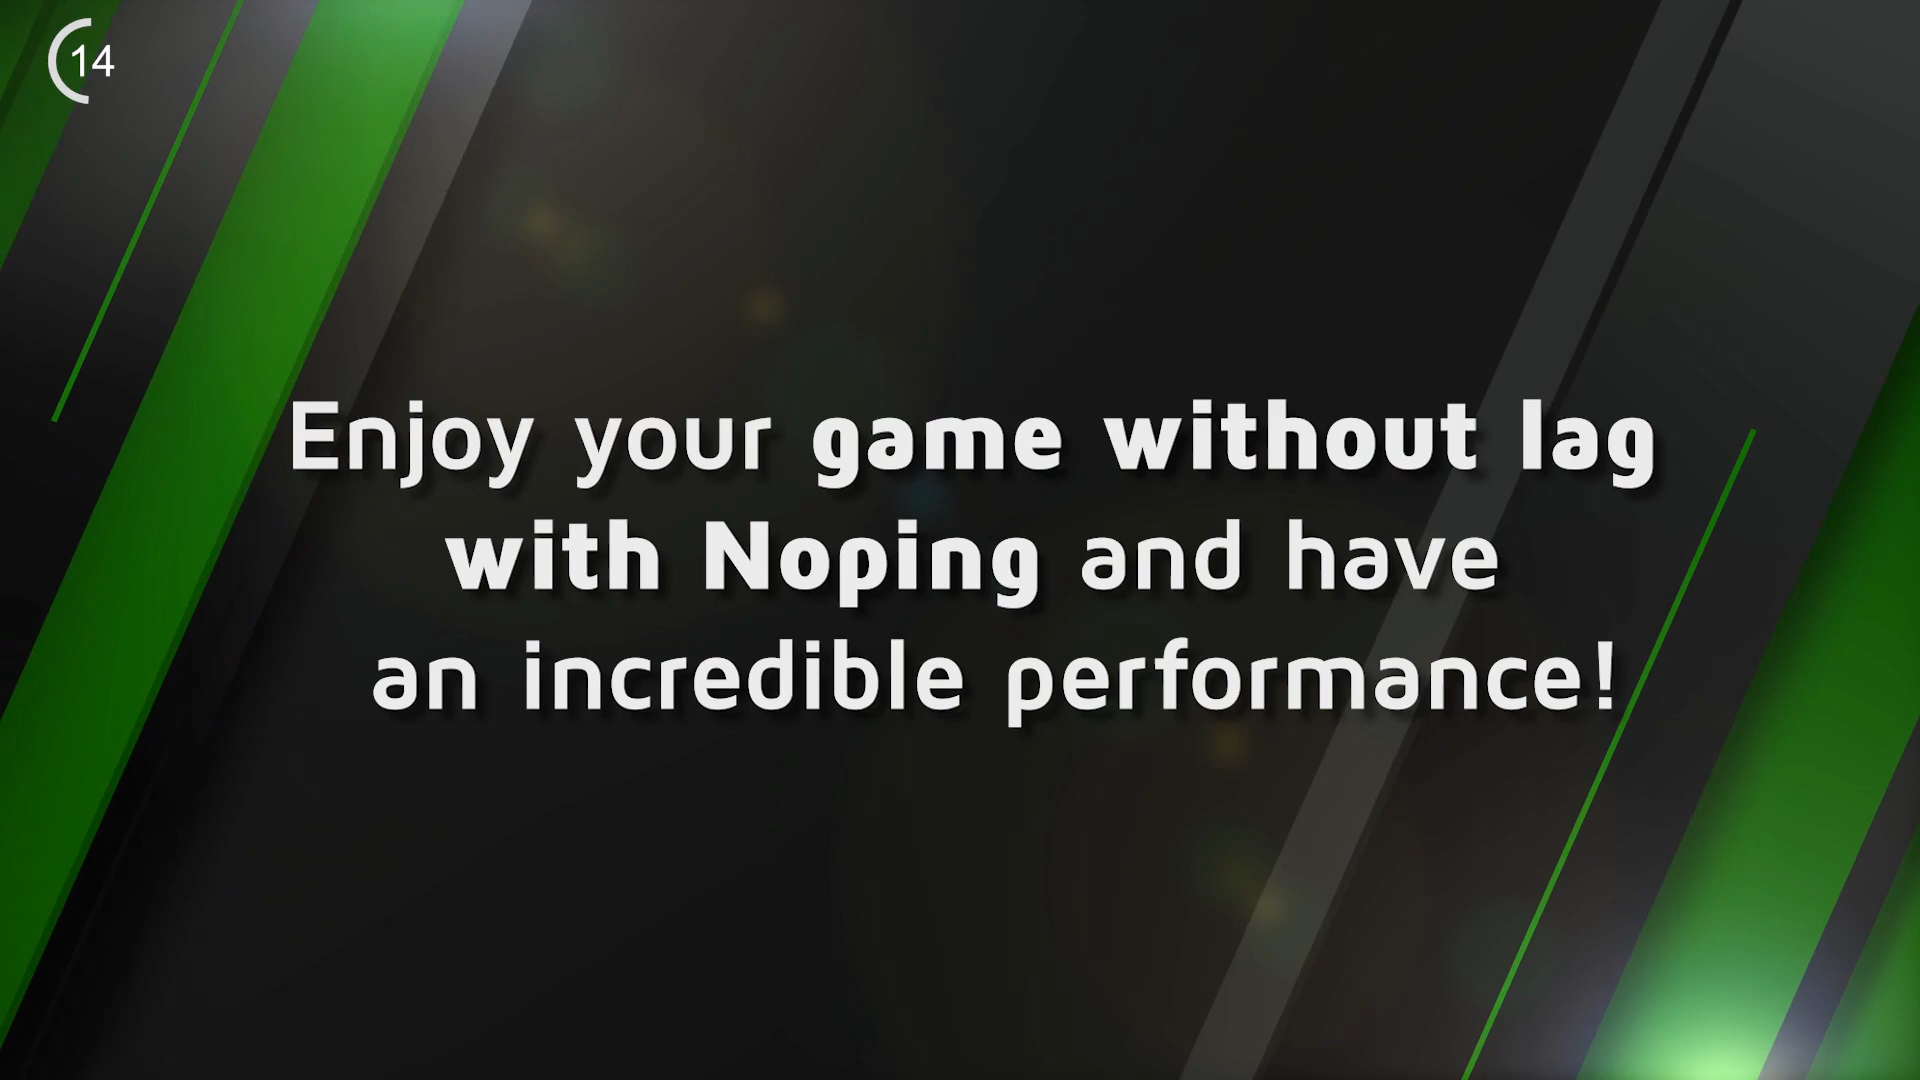 14
Enjoy your game without lag
with Noping and have
an incredible performance!